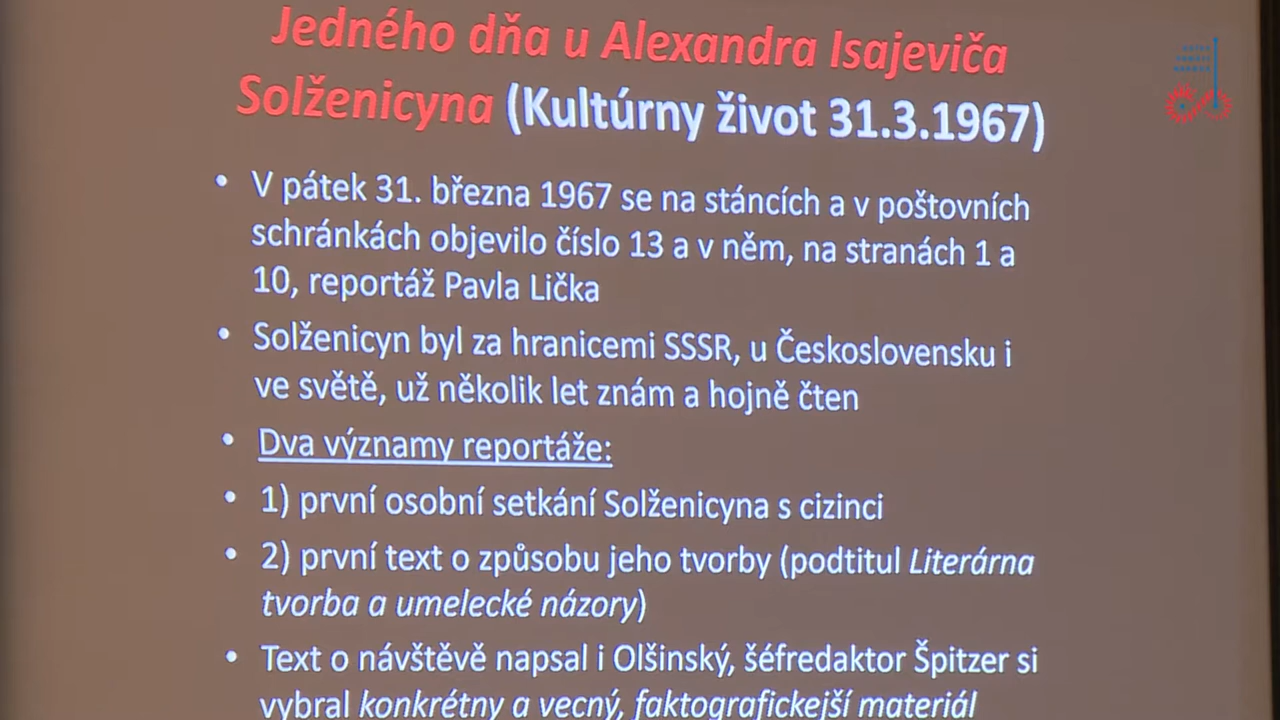 Jedného dňa u Alexandra Isajeviča
Solženicyna (Kultúrny život 31.3.1967)
• V pátek 31. března 1967 se na stáncích a v poštovních
schránkách objevilo číslo 13 a v něm, na stranách 1 a
10, reportáž Pavla Lička
• Solženicyn byl za hranicemi SSSR, u Československu i
ve světě, už několik let znám a hojně čten
• Dva významy reportáže:
• 1) první osobní setkání Solženicyna s cizinci
• 2) první text o způsobu jeho tvorby (podtitul Literárna
tvorba a umelecké názory)
• Text o návštěvě napsal i Olšinský, šéfredaktor Špitzer si
vybral konkrétny a vecný, faktografickejší materiál